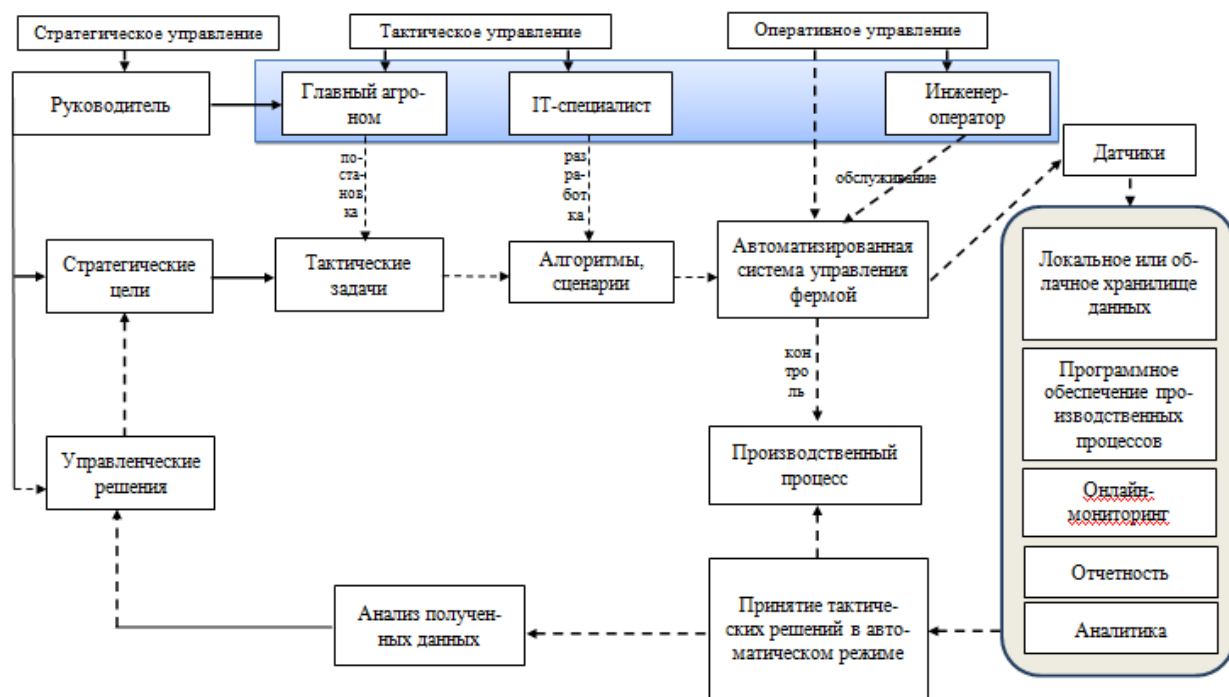 Стратегическое управление
Тактическое управление
Оперативное управление
Руководитель
Главный агро-
ном
IT-специалист
Инженер-
оператор
Датчики
по-
ста-
нов
ка
раз
ра-
бот
ка
обслуживание
Стратегические
цели
Тактические
задачи
Алгоритмы,
сценарии
Автоматизированная
система управления
фермой
Локальное или об-
лачное хранилище
данных
кон
тро
ль
Программное
обеспечение про-
изводственных
процессов
Управленческие
решения
Производственный
процесс
Онлайн-
мониторинг
Отчетность
Анализ получен-
ных данных
Принятие тактиче-
ских решений в авто-
матическом режиме
Аналитика